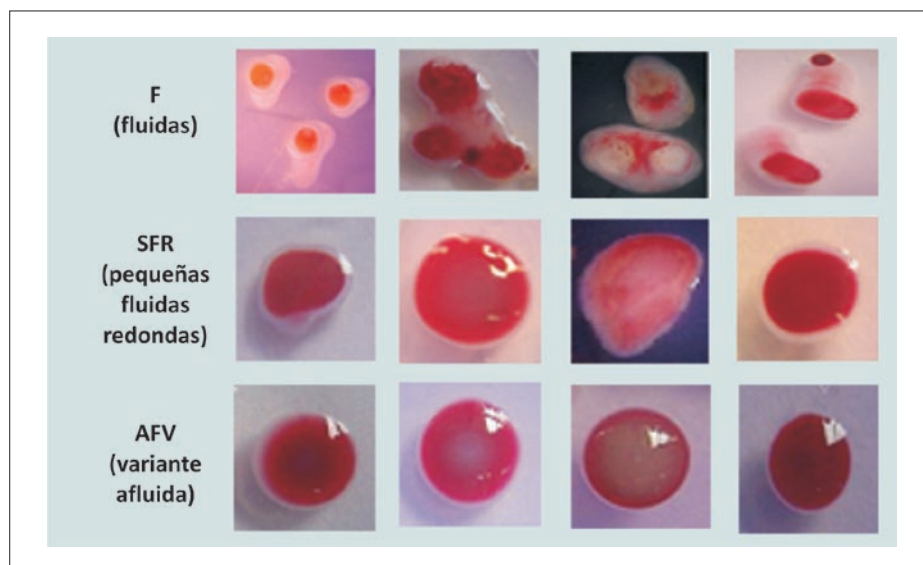 F
(fluidas)
SFR
(pequeñas
fluidas
redondas)
AFV
(variante
afluida)